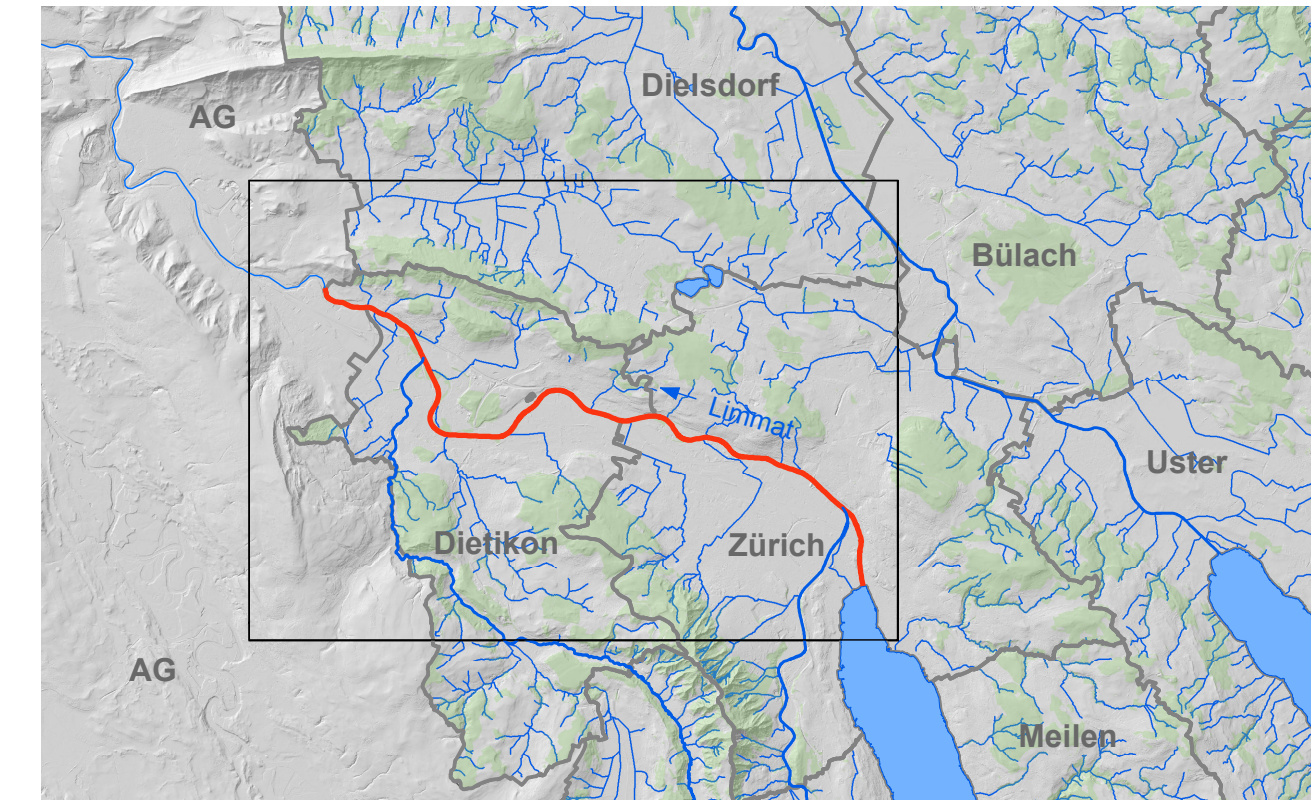 Dielsdorf
AG
Bülach
Limmat
Uster
Dietikon
Zürich
AG
Meilen